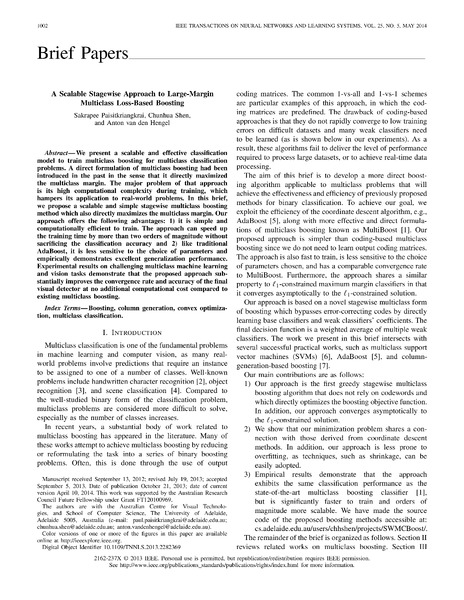 1002
IEEE TRANSACTIONS ON NEURAL NETWORKS AND LEARNING SYSTEMS, VOL. 25, NO. 5, MAY 2014
Brief Papers
A Scalable Stagewise Approach to Large-Margin
Multiclass Loss-Based Boosting
Sakrapee Paisitkriangkrai, Chunhua Shen,
and Anton van den Hengel
Abstract—We present a scalable and effective classification
model to train multiclass boosting for multiclass classification
problems. A direct formulation of multiclass boosting had been
introduced in the past in the sense that it directly maximized
the multiclass margin. The major problem of that approach
is its high computational complexity during training, which
hampers its application to real-world problems. In this brief,
we propose a scalable and simple stagewise multiclass boosting
method which also directly maximizes the multiclass margin. Our
approach offers the following advantages: 1) it is simple and
computationally efficient to train. The approach can speed up
the training time by more than two orders of magnitude without
sacrificing the classification accuracy and 2) like traditional
AdaBoost, it is less sensitive to the choice of parameters and
empirically demonstrates excellent generalization performance.
Experimental results on challenging multiclass machine learning
and vision tasks demonstrate that the proposed approach sub-
stantially improves the convergence rate and accuracy of the final
visual detector at no additional computational cost compared to
existing multiclass boosting.
Index Terms—Boosting, column generation, convex optimiza-
tion, multiclass classification.
I. INTRODUCTION
Multiclass classification is one of the fundamental problems
in machine learning and computer vision, as many real-
world problems involve predictions that require an instance
to be assigned to one of a number of classes. Well-known
problems include handwritten character recognition [2], object
recognition [3], and scene classification [4]. Compared to
the well-studied binary form of the classification problem,
multiclass problems are considered more difficult to solve,
especially as the number of classes increases.
In recent years, a substantial body of work related to
multiclass boosting has appeared in the literature. Many of
these works attempt to achieve multiclass boosting by reducing
or reformulating the task into a series of binary boosting
problems. Often, this is done through the use of output
Manuscript received September 13, 2012; revised July 19, 2013; accepted
September 5, 2013. Date of publication October 21, 2013; date of current
version April 10, 2014. This work was supported by the Australian Research
Council Future Fellowship under Grant FT120100969.
The authors are with the Australian Centre for Visual Technolo-
gies, and School of Computer Science, The University of Adelaide,
Adelaide 5005, Australia (e-mail: paul.paisitkriangkrai@adelaide.edu.au;
chunhua.shen@adelaide.edu.au; anton.vandenhengel@adelaide.edu.au).
Color versions of one or more of the figures in this paper are available
online at http://ieeexplore.ieee.org.
Digital Object Identifier 10.1109/TNNLS.2013.2282369
coding matrices. The common 1-vs-all and 1-vs-1 schemes
are particular examples of this approach, in which the cod-
ing matrices are predefined. The drawback of coding-based
approaches is that they do not rapidly converge to low training
errors on difficult datasets and many weak classifiers need
to be learned (as is shown below in our experiments). As a
result, these algorithms fail to deliver the level of performance
required to process large datasets, or to achieve real-time data
processing.
The aim of this brief is to develop a more direct boost-
ing algorithm applicable to multiclass problems that will
achieve the effectiveness and efficiency of previously proposed
methods for binary classification. To achieve our goal, we
exploit the efficiency of the coordinate descent algorithm, e.g.,
AdaBoost [5], along with more effective and direct formula-
tions of multiclass boosting known as MultiBoost [1]. Our
proposed approach is simpler than coding-based multiclass
boosting since we do not need to learn output coding matrices.
The approach is also fast to train, is less sensitive to the choice
of parameters chosen, and has a comparable convergence rate
to MultiBoost. Furthermore, the approach shares a similar
property to ℓ1-constrained maximum margin classifiers in that
it converges asymptotically to the ℓ1-constrained solution.
Our approach is based on a novel stagewise multiclass form
of boosting which bypasses error-correcting codes by directly
learning base classifiers and weak classifiers' coefficients. The
final decision function is a weighted average of multiple weak
classifiers. The work we present in this brief intersects with
several successful practical works, such as multiclass support
vector machines (SVMs) [6], AdaBoost [5], and column-
generation-based boosting [7].
Our main contributions are as follows:
1) Our approach is the first greedy stagewise multiclass
boosting algorithm that does not rely on codewords and
which directly optimizes the boosting objective function.
In addition, our approach converges asymptotically to
the ℓ1-constrained solution.
2) We show that our minimization problem shares a con-
nection with those derived from coordinate descent
methods. In addition, our approach is less prone to
overfitting, as techniques, such as shrinkage, can be
easily adopted.
3) Empirical results demonstrate that the approach
exhibits the same classification performance as the
state-of-the-art multiclass boosting classifier [1],
but is significantly faster to train and orders of
magnitude more scalable. We have made the source
code of the proposed boosting methods accessible at:
cs.adelaide.edu.au/users/chhshen/projects/SWMCBoost/.
The remainder of the brief is organized as follows. Section II
reviews related works on multiclass boosting. Section III
2162-237X © 2013 IEEE. Personal use is permitted, but republication/redistribution requires IEEE permission.
See http://www.ieee.org/publications_standards/publications/rights/index.html for more information.